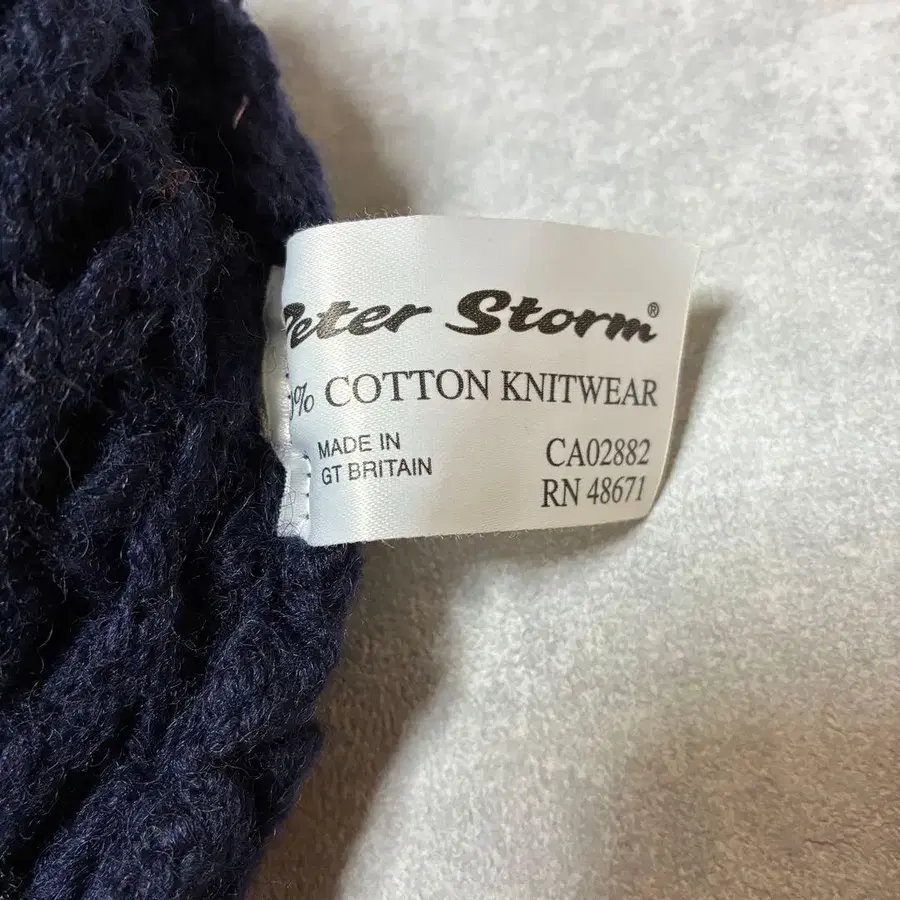 Peter Storm®
% COTTON KNITWEAR
MADE IN
GT BRITAIN
CA02882
RN 48671